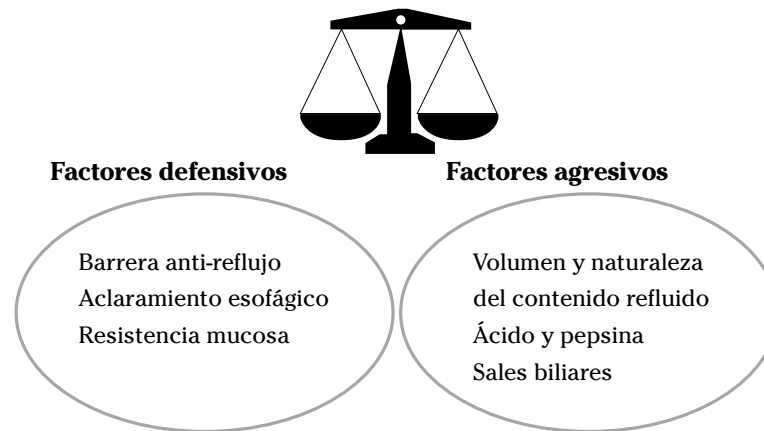 Factores defensivos
Barrera anti-reflujo
Aclaramiento esofágico
Resistencia mucosa
Factores agresivos
Volumen y naturaleza
del contenido refluido
Ácido y pepsina
Sales biliares